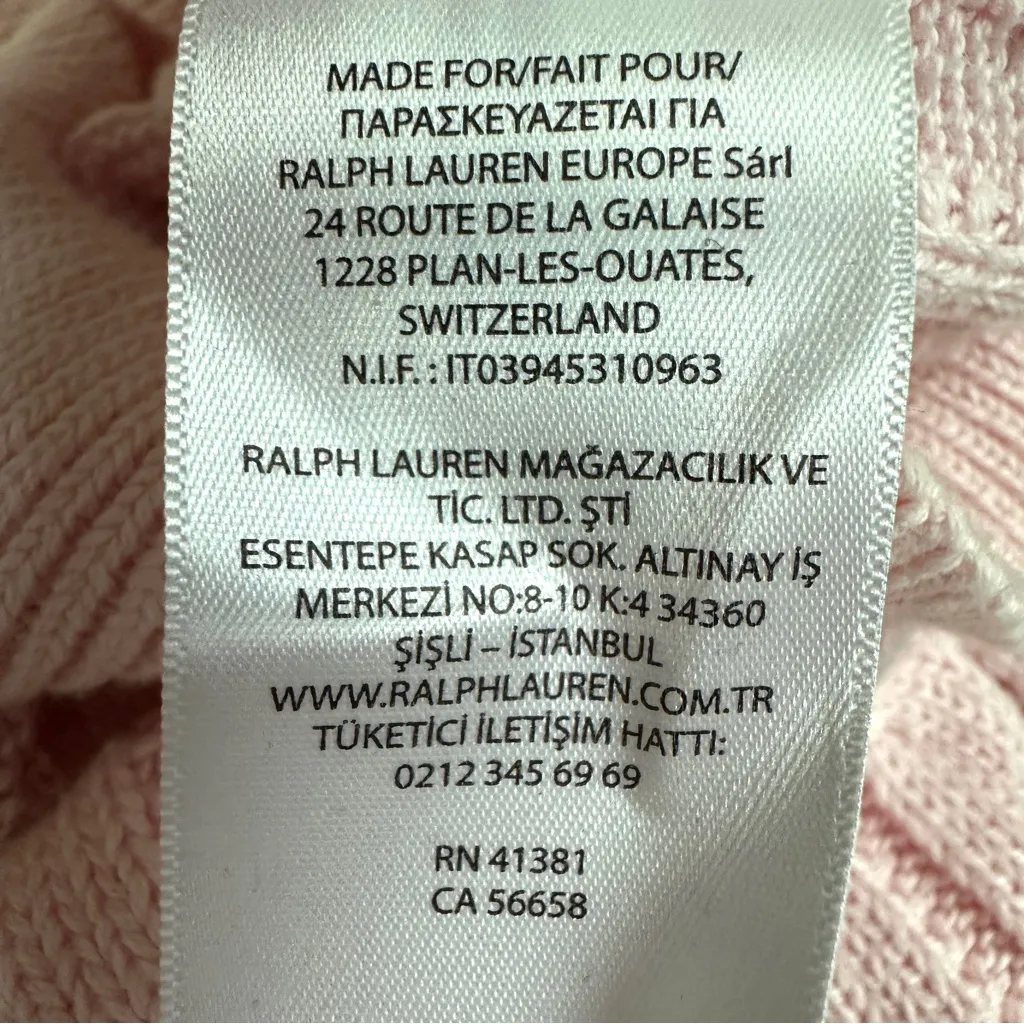 MADE FOR/FAIT POUR/
ΠΑΡΑΣΚΕΥΑΖΕΤΑΙ ΓΙΑ
RALPH LAUREN EUROPE Sárl
24 ROUTE DE LA GALAISE
1228 PLAN-LES-OUATES,
SWITZERLAND
N.I.F. : IT03945310963
RALPH LAUREN MAĞAZACILIK VE
TİC. LTD. ŞTİ
ESENTEPE KASAP SOK. ALTINAY İŞ
MERKEZİ NO:8-10 K:4 34360
ŞİŞLİ – İSTANBUL
WWW.RALPHLAUREN.COM.TR
TÜKETİCİ İLETİŞİM HATTI:
0212 345 69 69
RN 41381
CA 56658